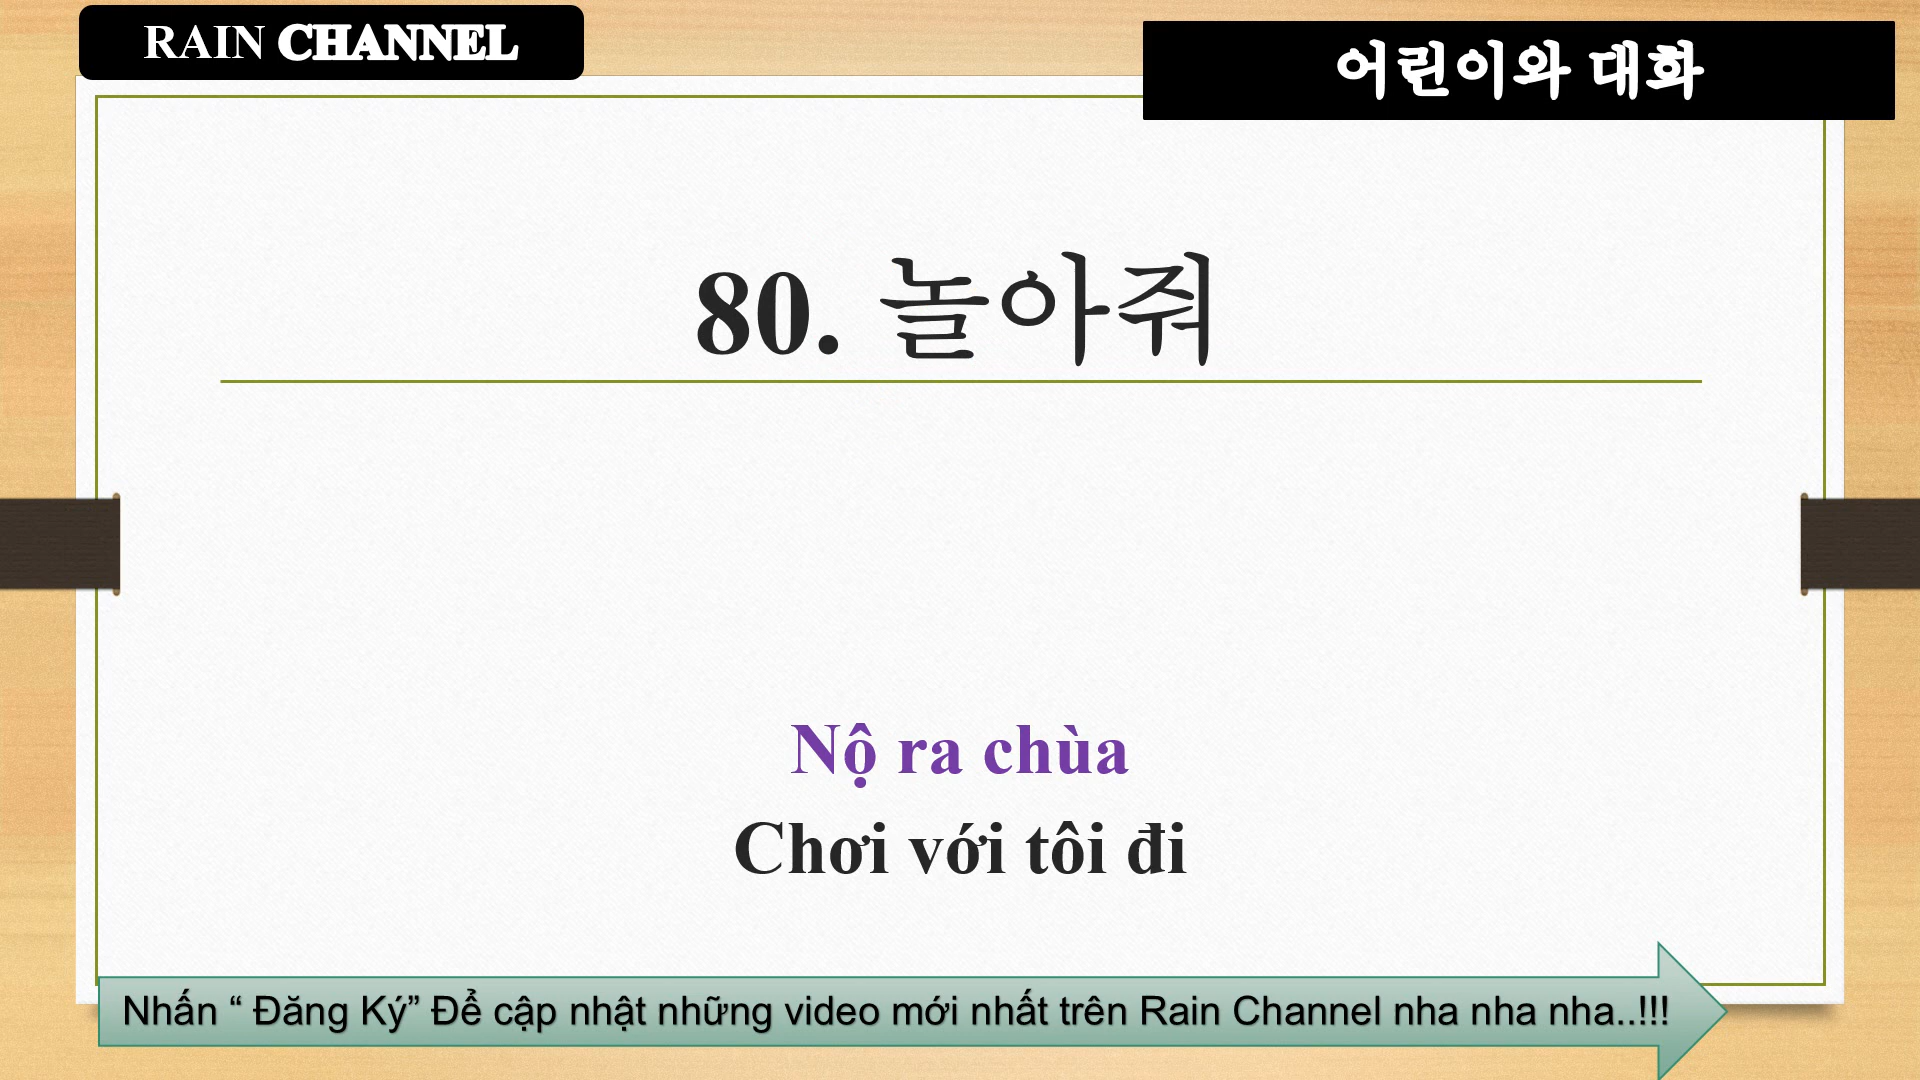 RAIN CHANNEL
어린이와 대화
80. 놀아줘
Nộ ra chùa
Chơi với tôi đi
Nhấn “ Đăng Ký” Để cập nhật những video mới nhất trên Rain Channel nha nha nha..!!!